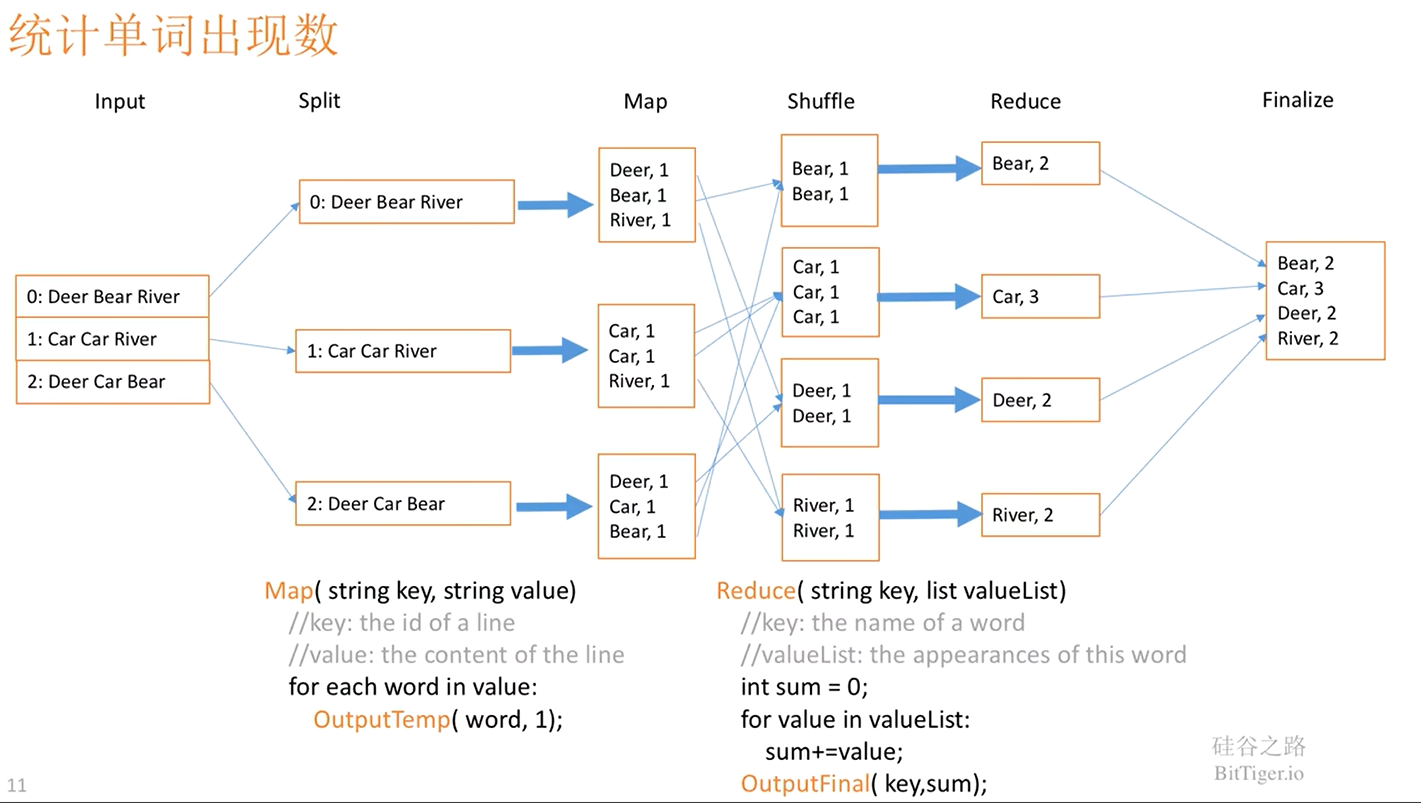 统计单词出现数
Input
Split
Map
Shuffle
Reduce
Finalize
0: Deer Bear River
1: Car Car River
2: Deer Car Bear
0: Deer Bear River
1: Car Car River
2: Deer Car Bear
Deer, 1
Bear, 1
River, 1
Car, 1
Car, 1
River, 1
Deer, 1
Car, 1
Bear, 1
Bear, 1
Bear, 1
Car, 1
Car, 1
Car, 1
Deer, 1
Deer, 1
River, 1
River, 1
Bear, 2
Car, 3
Deer, 2
River, 2
Bear, 2
Car, 3
Deer, 2
River, 2
Map( string key, string value)
//key: the id of a line
//value: the content of the line
for each word in value:
OutputTemp( word, 1);
Reduce( string key, list valueList)
//key: the name of a word
//valueList: the appearances of this word
int sum = 0;
for value in valueList:
sum+=value;
OutputFinal( key,sum);
硅谷之路
BitTiger.io
11